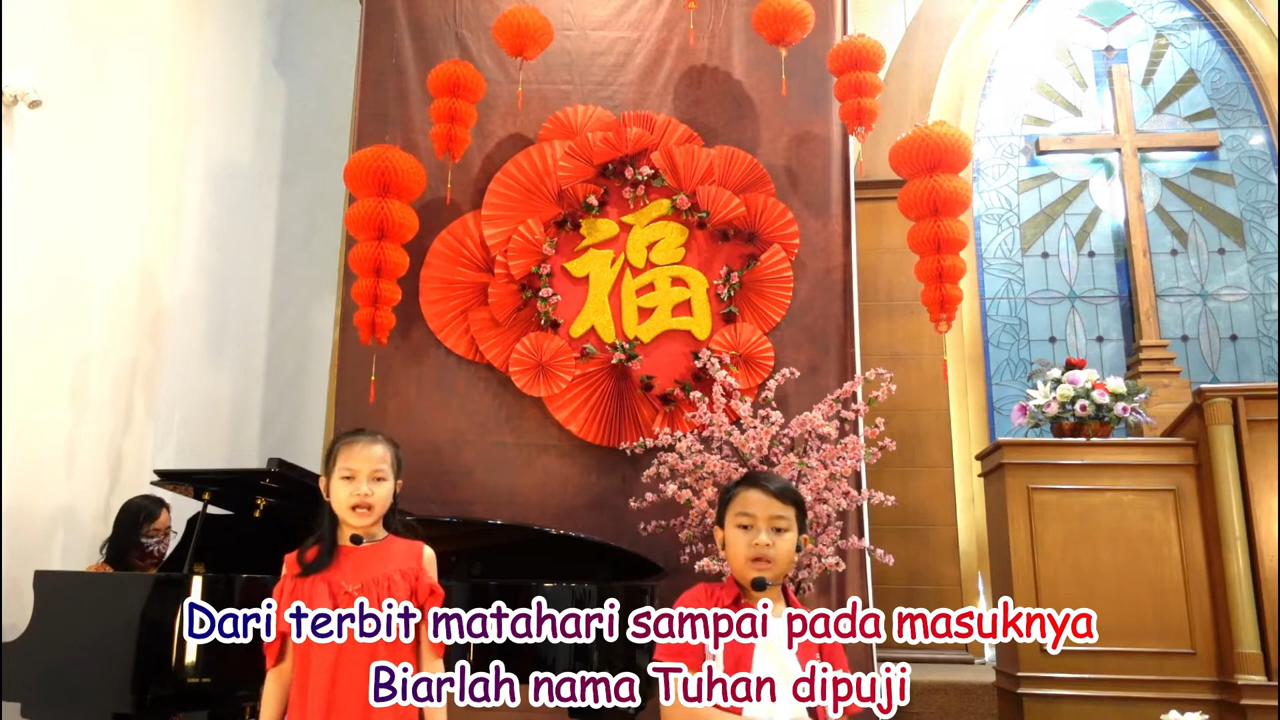 福
Dari terbit matahari sampai pada masuknya
Biarlah nama Tuhan dipuji